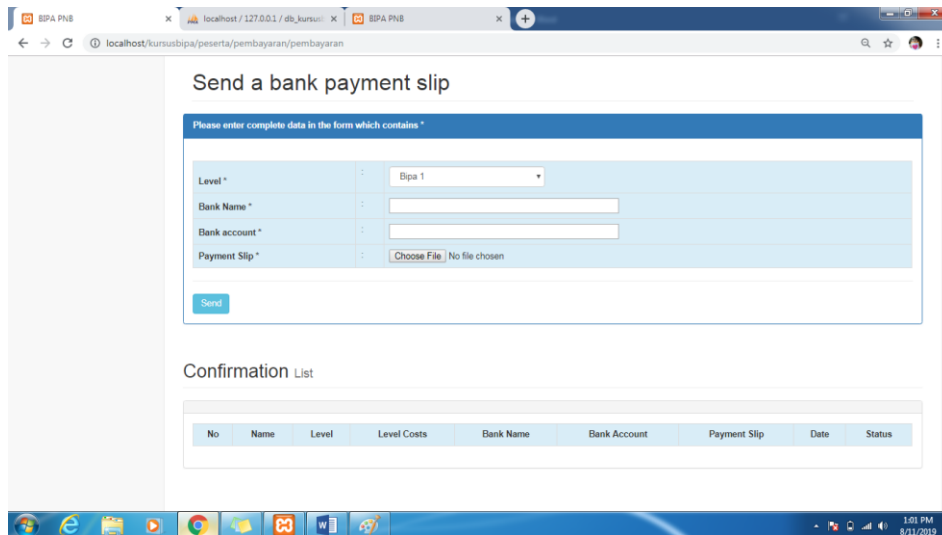 BIPA PNB
localhost / 127.0.0.1 / db_kursus
BIPA PNB
localhost/kursusbipa/peserta/pembayaran/pembayaran
Send a bank payment slip
Please enter complete data in the form which contains *
Level * : Bipa 1
Bank Name * :
Bank account * :
Payment Slip * : Choose File No file chosen
Send
Confirmation List
No Name Level Level Costs Bank Name Bank Account Payment Slip Date Status
1:01 PM
8/11/2019